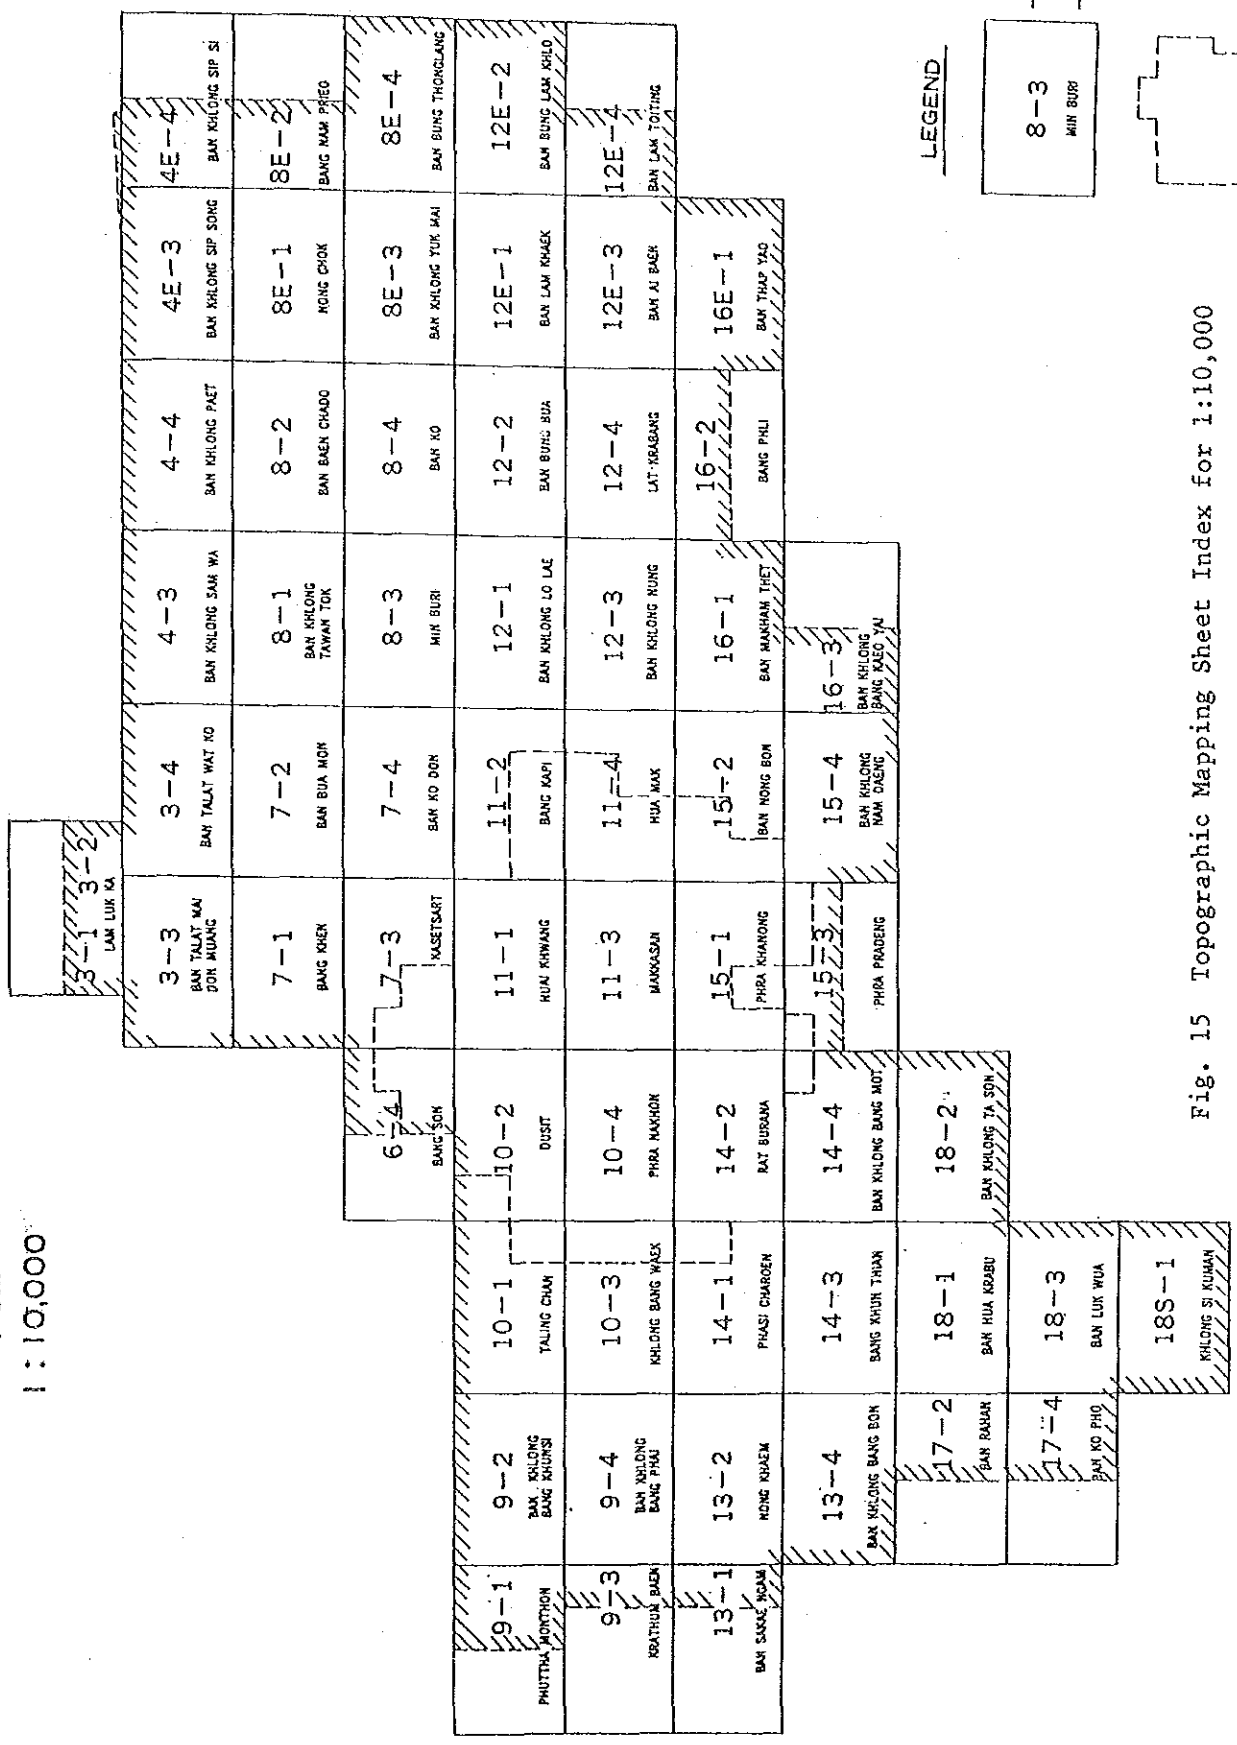 1 : 10,000
3-1 3-2
LAM LUK KA
3-3
BAN TALAT MAI
DON MUANG
3-4
BAN TALAT WAT KO
4-3
BAN KHLONG SAM WA
4-4
BAN KHLONG PAET
4E-3
BAN KHLONG SIP SONG
4E-4
BAN KHLONG SIP SI
7-1
BANG KHEN
7-2
BAN BUA MON
8-1
BAN KHLONG
TAWAN TOK
8-2
BAN BAEN CHADO
8E-1
NONG CHOK
8E-2
BANG NAM PRIEO
6-4
BANG SON
7-3
KASETSART
7-4
BAN KO DON
8-3
MIN BURI
8-4
BAN KO
8E-3
BAN KHLONG YUK MAI
8E-4
BAN BUNG THONGLANG
9-1
PHUTTHA MONTHON
9-2
BAN KHLONG
BANG KHUNSI
10-1
TALING CHAN
10-2
DUSIT
11-1
HUAI KHWANG
11-2
BANG KAPI
12-1
BAN KHLONG LO LAE
12-2
BAN BUNG BUA
12E-1
BAN LAM KHAEK
12E-2
BAN BUNG LAM KHLO
9-3
KRATHUM BAEN
9-4
BAN KHLONG
BANG PHAI
10-3
KHLONG BANG WAEK
10-4
PHRA NAKHON
11-3
MAKKASAN
11-4
HUA MAK
12-3
BAN KHLONG NUNG
12-4
LAT KRABANG
12E-3
BAN AI BAEK
12E-4
BAN LAM TOITING
13-1
BAN SAKAE NGAM
13-2
NONG KHAEM
14-1
PHASI CHAROEN
14-2
RAT BURANA
15-1
PHRA KHANONG
15-2
BAN NONG BON
16-1
BAN MAKHAM THET
16-2
BANG PHLI
16E-1
BAN THAP YAO
13-4
BAN KHLONG BANG BON
14-3
BANG KHUN THIAN
14-4
BAN KHLONG BANG MOT
15-3
PHRA PRADENG
15-4
BAN KHLONG
NAM DAENG
16-3
BAN KHLONG
BANG KAEO YAI
17-2
BAN RAHAN
18-1
BAN HUA KRABU
18-2
BAN KHLONG TA SON
17-4
BAN KO PHO
18-3
BAN LUK WUA
18S-1
KHLONG SI KUMAN
LEGEND
8-3
MIN BURI
Fig. 15 Topographic Mapping Sheet Index for 1:10,000